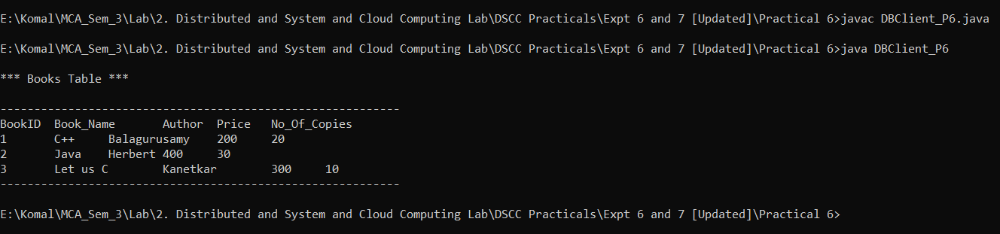 E:\Komal\MCA_Sem_3\Lab\2. Distributed and System and Cloud Computing Lab\DSCC Practicals\Expt 6 and 7 [Updated]\Practical 6>javac DBClient_P6.java
E:\Komal\MCA_Sem_3\Lab\2. Distributed and System and Cloud Computing Lab\DSCC Practicals\Expt 6 and 7 [Updated]\Practical 6>java DBClient_P6
*** Books Table ***
-----------------------------------------------------------
BookID  Book_Name       Author  Price   No_Of_Copies
1       C++     Balagurusamy    200     20
2       Java    Herbert 400     30
3       Let us C        Kanetkar        300     10
-----------------------------------------------------------
E:\Komal\MCA_Sem_3\Lab\2. Distributed and System and Cloud Computing Lab\DSCC Practicals\Expt 6 and 7 [Updated]\Practical 6>